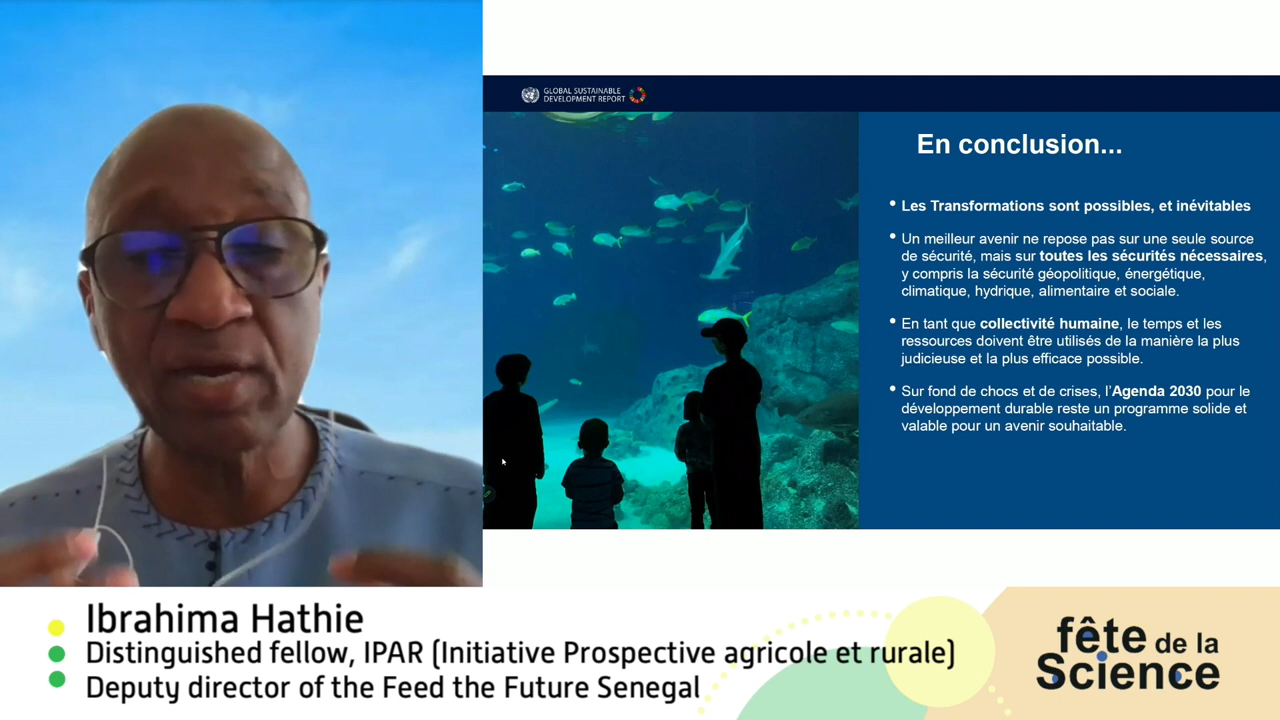 GLOBAL SUSTAINABLE
DEVELOPMENT REPORT
En conclusion...
• Les Transformations sont possibles, et inévitables
• Un meilleur avenir ne repose pas sur une seule source
de sécurité, mais sur toutes les sécurités nécessaires,
y compris la sécurité géopolitique, énergétique,
climatique, hydrique, alimentaire et sociale.
• En tant que collectivité humaine, le temps et les
ressources doivent être utilisés de la manière la plus
judicieuse et la plus efficace possible.
• Sur fond de chocs et de crises, l'Agenda 2030 pour le
développement durable reste un programme solide et
valable pour un avenir souhaitable.
Ibrahima Hathie
Distinguished fellow, IPAR (Initiative Prospective agricole et rurale)
Deputy director of the Feed the Future Senegal
fête de la
Science